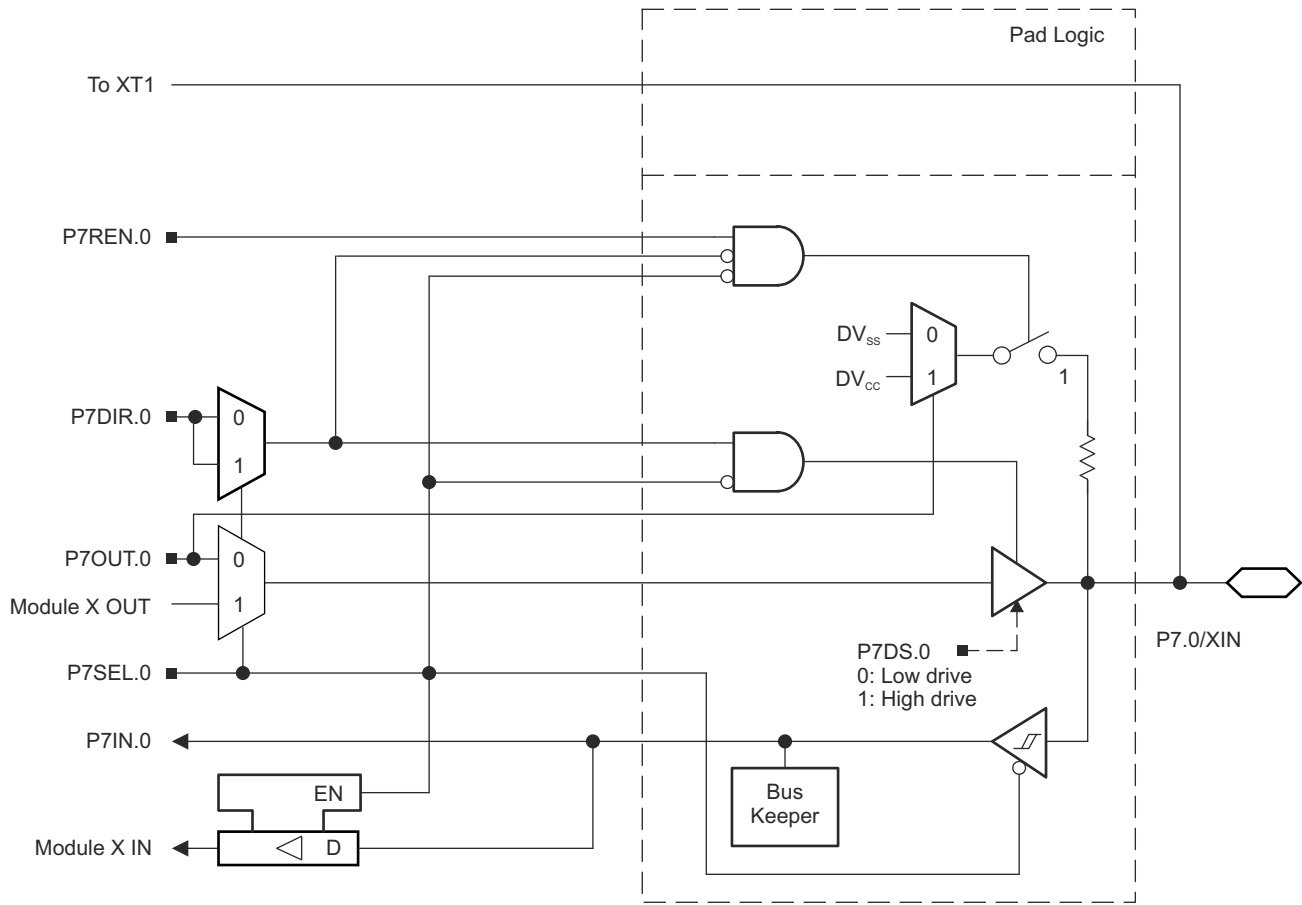 Pad Logic
To XT1
P7REN.0
DVSS
0
DVCC
1
1
P7DIR.0
0
1
P7OUT.0
0
Module X OUT
1
P7DS.0
0: Low drive
1: High drive
P7.0/XIN
P7SEL.0
P7IN.0
Bus
Keeper
EN
Module X IN
D